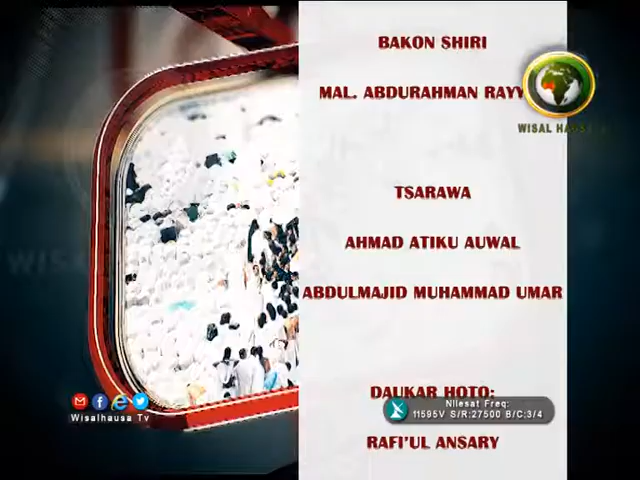 BAKON SHIRI
MAL. ABDURAHMAN
WISAL HAUSA
TSARAWA
AHMAD ATIKU AUWAL
ABDULMAJID MUHAMMAD UMAR
DAUKAR HOTO:
Nilesat Freq:
11595V S/R:27500 B/C:3/4
Wisalhausa Tv
RAFI'UL ANSARY